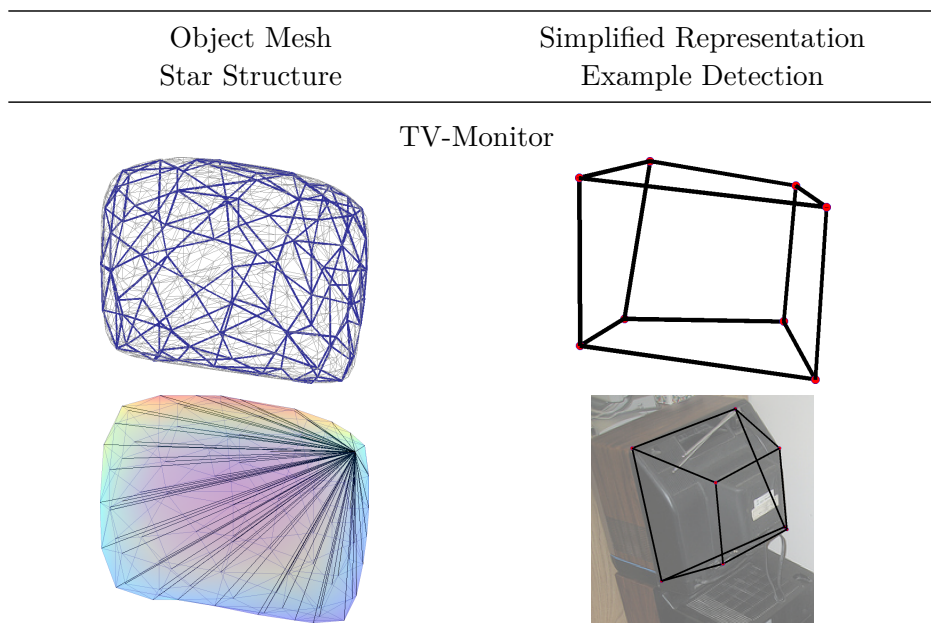 Object Mesh
Star Structure
Simplified Representation
Example Detection
TV-Monitor